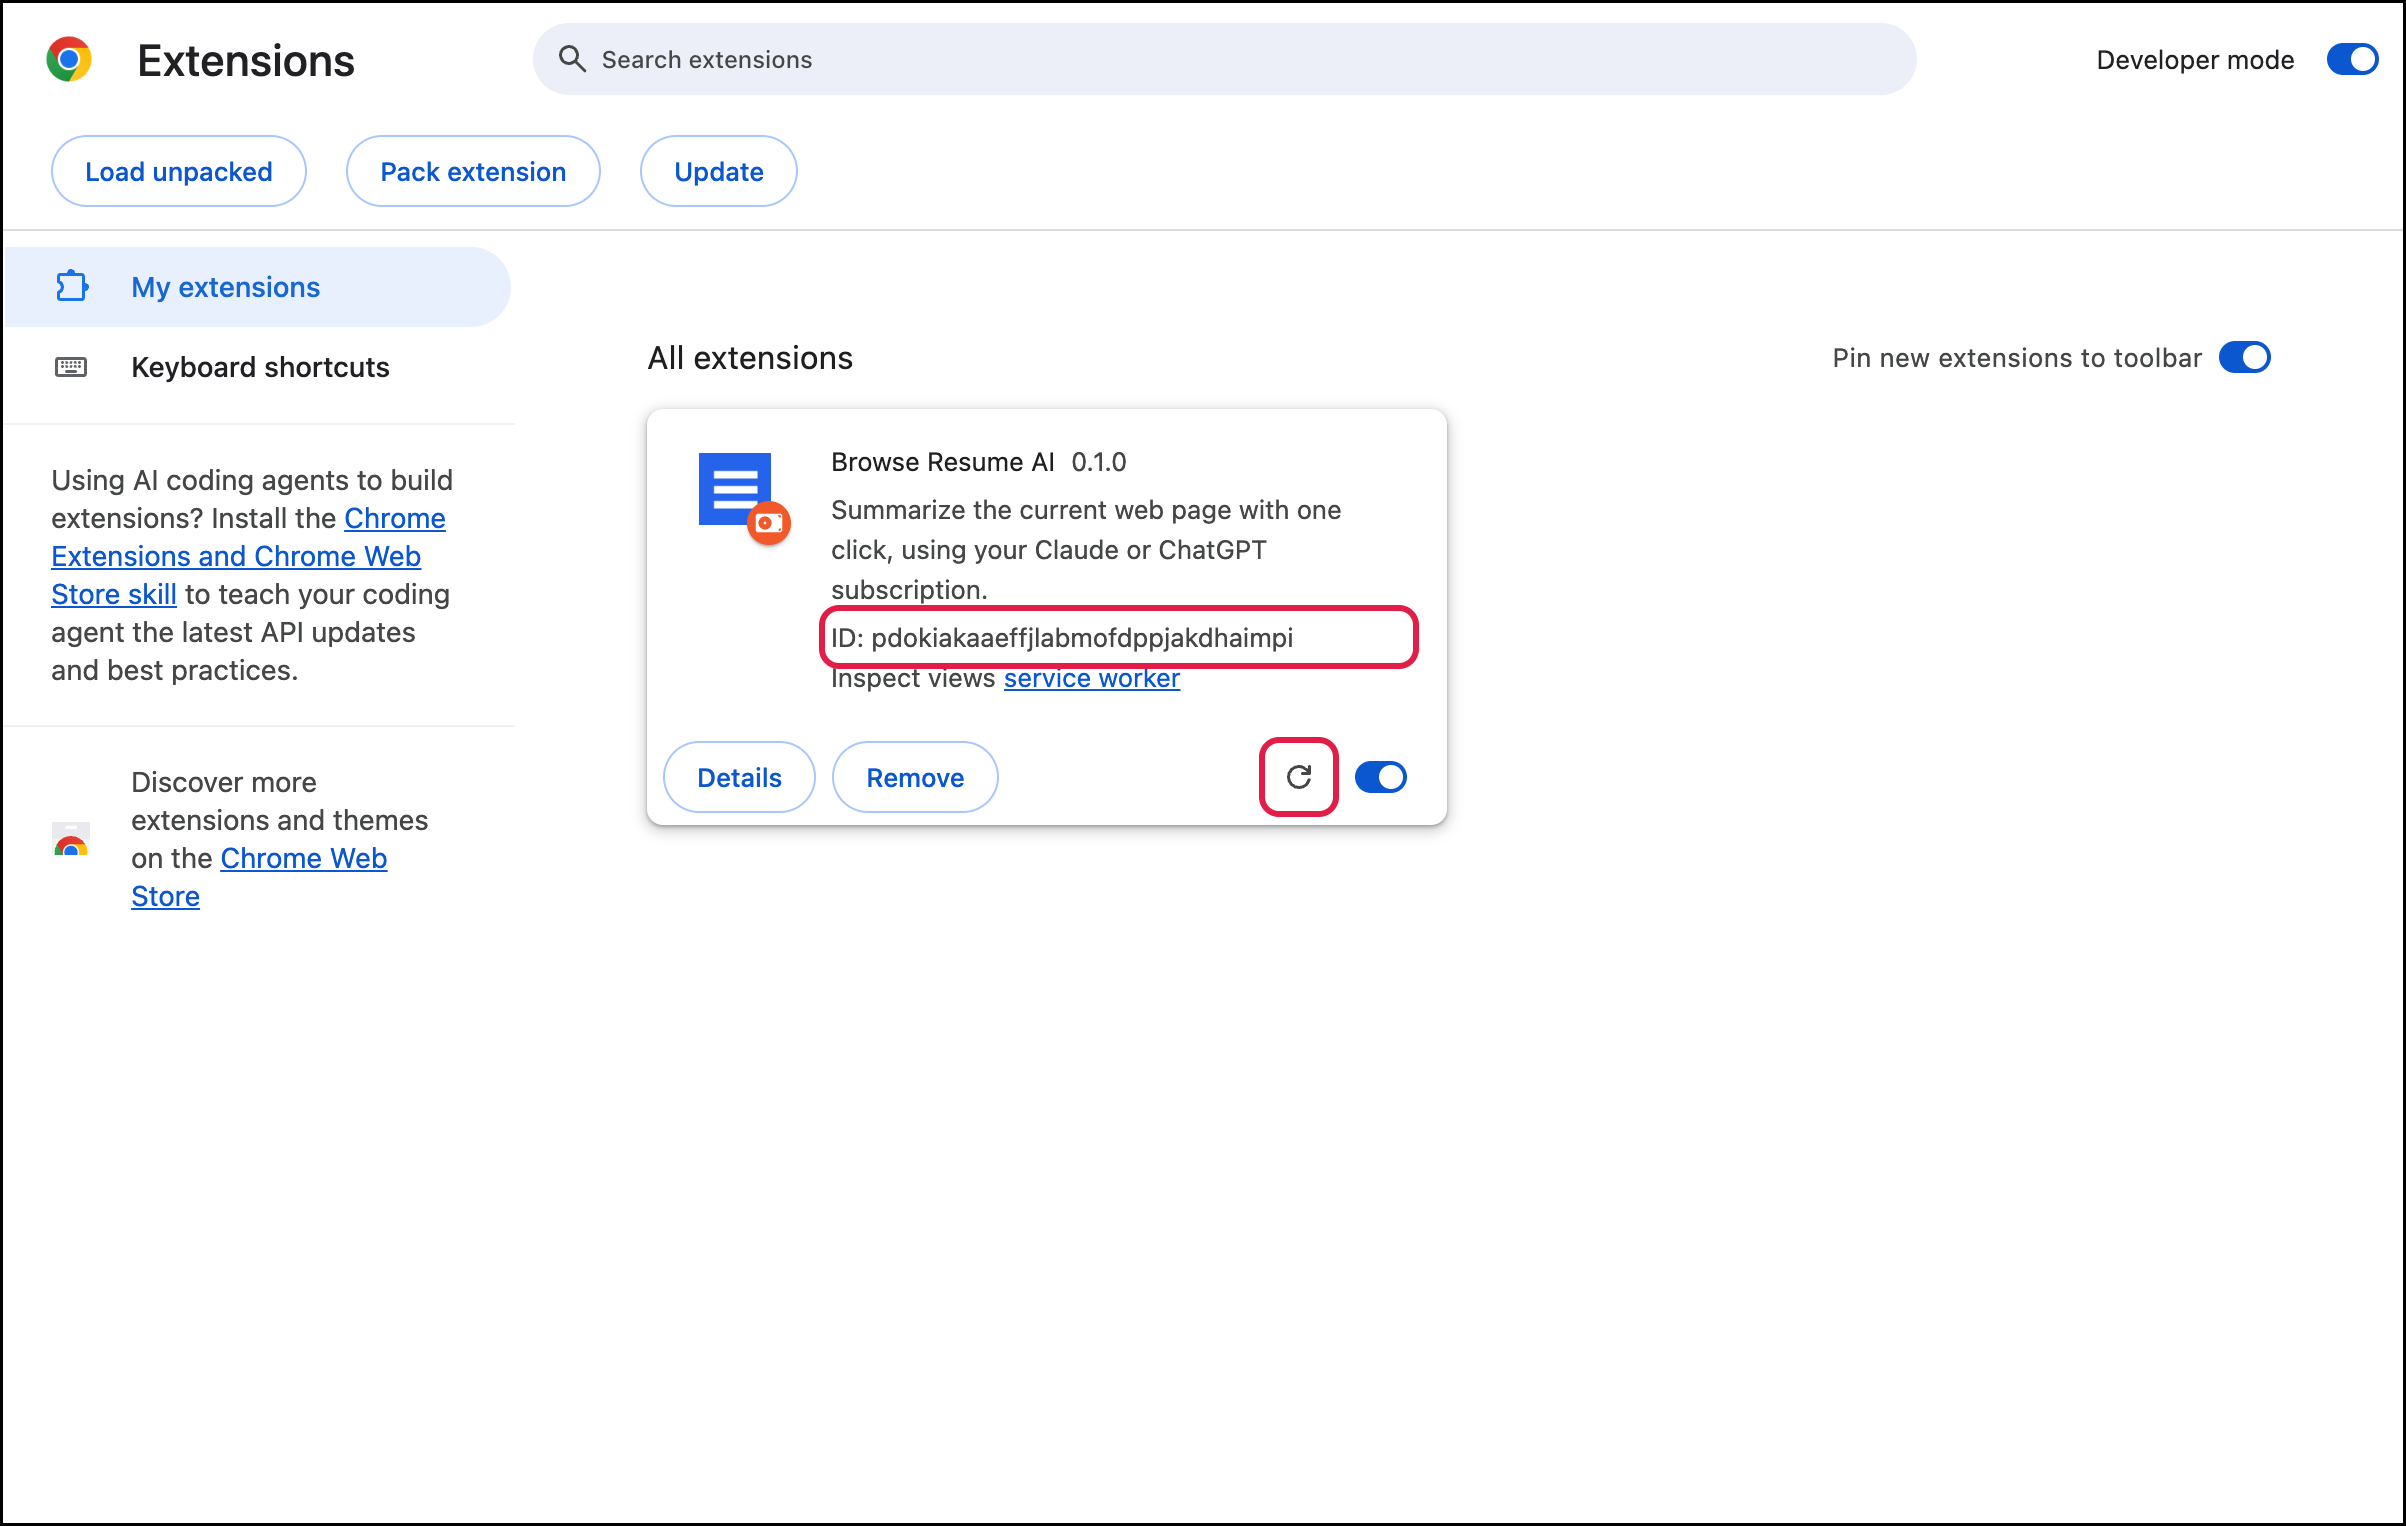 Extensions
Search extensions
Developer mode
Load unpacked
Pack extension
Update
My extensions
Keyboard shortcuts
Using AI coding agents to build
extensions? Install the Chrome
Extensions and Chrome Web
Store skill to teach your coding
agent the latest API updates
and best practices.
Discover more
extensions and themes
on the Chrome Web
Store
All extensions
Pin new extensions to toolbar
Browse Resume AI 0.1.0
Summarize the current web page with one
click, using your Claude or ChatGPT
subscription.
ID: pdokiakaaeffjlabmofdppjakdhaimpi
Inspect views service worker
Details
Remove